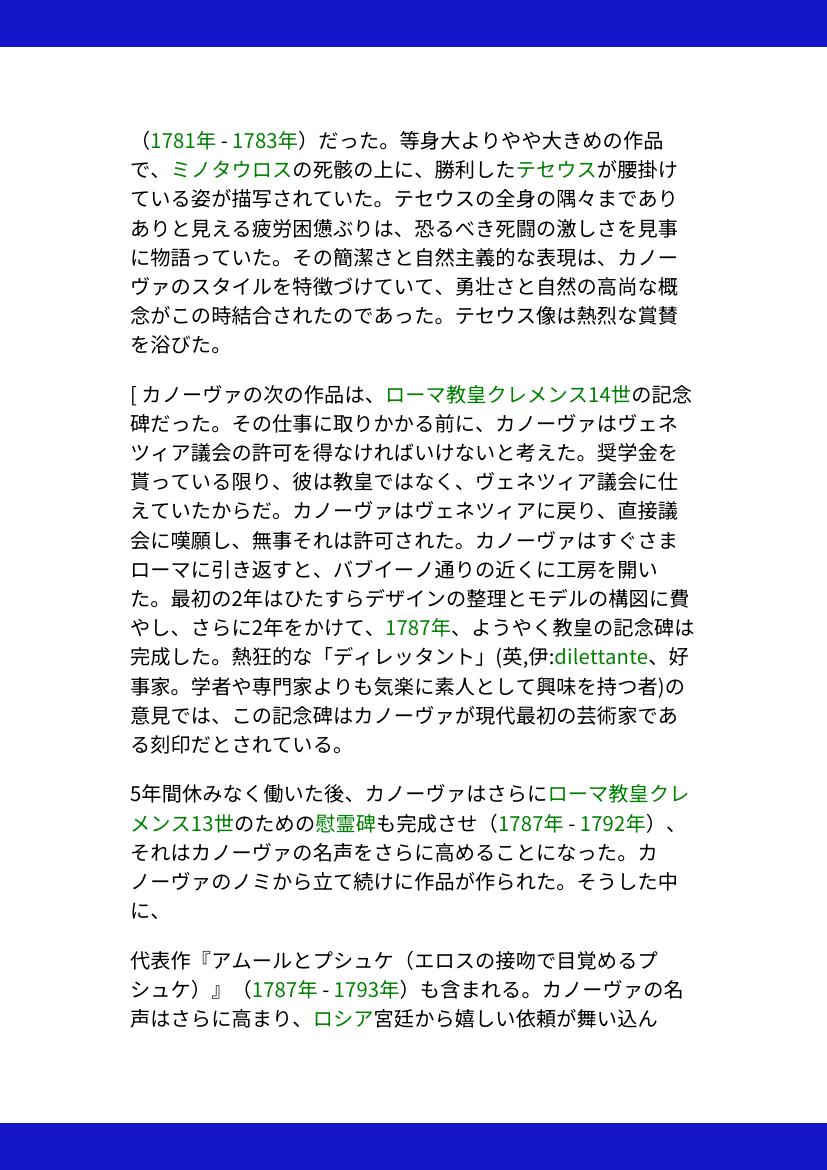 （1781年 - 1783年）だった。等身大よりやや大きめの作品
で、ミノタウロスの死骸の上に、勝利したテセウスが腰掛け
ている姿が描写されていた。テセウスの全身の隅々まであり
ありと見える疲労困憊ぶりは、恐るべき死闘の激しさを見事
に物語っていた。その簡潔さと自然主義的な表現は、カノー
ヴァのスタイルを特徴づけていて、勇壮さと自然の高尚な概
念がこの時結合されたのであった。テセウス像は熱烈な賞賛
を浴びた。
[ カノーヴァの次の作品は、ローマ教皇クレメンス14世の記念
碑だった。その仕事に取りかかる前に、カノーヴァはヴェネ
ツィア議会の許可を得なければいけないと考えた。奨学金を
貰っている限り、彼は教皇ではなく、ヴェネツィア議会に仕
えていたからだ。カノーヴァはヴェネツィアに戻り、直接議
会に嘆願し、無事それは許可された。カノーヴァはすぐさま
ローマに引き返すと、バブイーノ通りの近くに工房を開い
た。最初の2年はひたすらデザインの整理とモデルの構図に費
やし、さらに2年をかけて、1787年、ようやく教皇の記念碑は
完成した。熱狂的な「ディレッタント」(英,伊:dilettante、好
事家。学者や専門家よりも気楽に素人として興味を持つ者)の
意見では、この記念碑はカノーヴァが現代最初の芸術家であ
る刻印だとされている。
5年間休みなく働いた後、カノーヴァはさらにローマ教皇クレ
メンス13世のための慰霊碑も完成させ（1787年 - 1792年）、
それはカノーヴァの名声をさらに高めることになった。カ
ノーヴァのノミから立て続けに作品が作られた。そうした中
に、
代表作『アムールとプシュケ（エロスの接吻で目覚めるプ
シュケ）』（1787年 - 1793年）も含まれる。カノーヴァの名
声はさらに高まり、ロシア宮廷から嬉しい依頼が舞い込ん